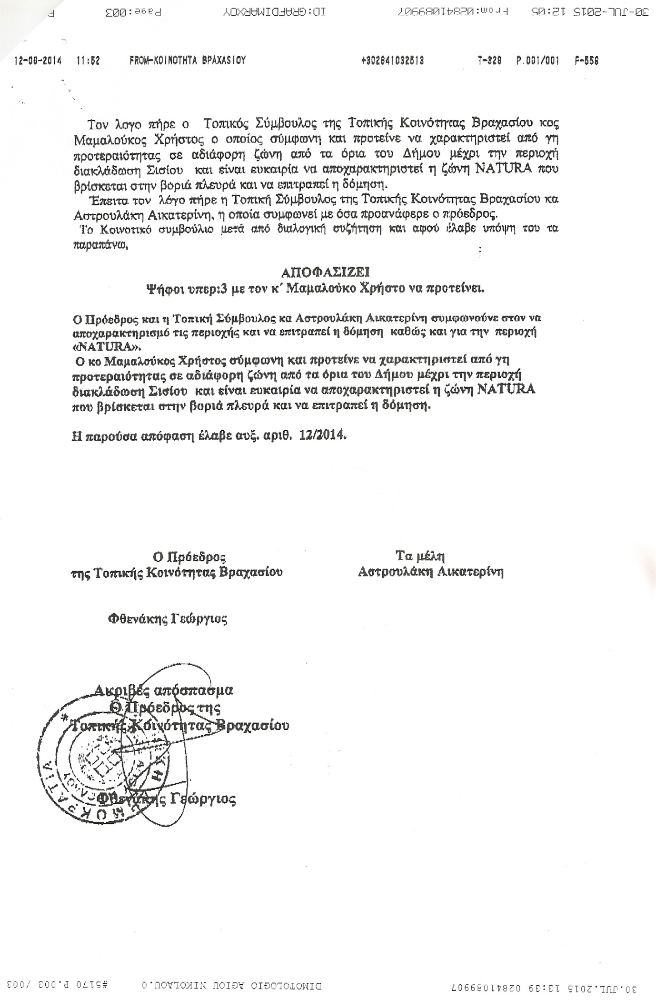 30-JUL-2015 12:05 From:02841089907 ID:GRAFDIMARXOY Page:003
12-06-2014 11:52 FROM-ΚΟΙΝΟΤΗΤΑ ΒΡΑΧΑΣΙΟΥ +302841032513 T-328 P.001/001 F-556
Τον λογο πήρε ο Τοπικός Σύμβουλος της Τοπικής Κοινότητας Βραχασίου κος
Μαμαλούκος Χρήστος ο οποίος σύμφωνη και προτείνε να χαρακτηριστεί από γη
προτεραιότητας σε αδιάφορη ζώνη από τα όρια του Δήμου μέχρι την περιοχή
διακλάδωση Σισίου και είναι ευκαιρία να αποχαρακτηριστεί η ζώνη NATURA που
βρίσκεται στην βοριά πλευρά και να επιτραπεί η δόμηση.
Έπειτα τον λόγο πήρε η Τοπική Σύμβουλος της Τοπικής Κοινότητας Βραχασίου κα
Αστρουλάκη Αικατερίνη, η οποία συμφωνεί με όσα προανάφερε ο πρόεδρος.
Το Κοινοτικό συμβούλιο μετά από διαλογική συζήτηση και αφού έλαβε υπόψη του τα
παραπάνω,
ΑΠΟΦΑΣΙΖΕΙ
Ψήφοι υπερ:3 με τον κ΄ Μαμαλούκο Χρήστο να προτείνει.
Ο Πρόεδρος και η Τοπική Σύμβουλος κα Αστρουλάκη Αικατερίνη συμφωνούνε στον να
αποχαρακτηρισμό τις περιοχής και να επιτραπεί η δόμηση καθώς και για την περιοχή
«NATURA».
Ο κο Μαμαλούκος Χρήστος σύμφωνη και προτείνε να χαρακτηριστεί από γη
προτεραιότητας σε αδιάφορη ζώνη από τα όρια του Δήμου μέχρι την περιοχή
διακλάδωση Σισίου και είναι ευκαιρία να αποχαρακτηριστεί η ζώνη NATURA
που βρίσκεται στην βοριά πλευρά και να επιτραπεί η δόμηση.
Η παρούσα απόφαση έλαβε αυξ. αριθ. 12/2014.
Ο Πρόεδρος
της Τοπικής Κοινότητας Βραχασίου
Τα μέλη
Αστρουλάκη Αικατερίνη
Φθενάκης Γεώργιος
Ακριβές απόσπασμα
Ο Πρόεδρος της
Τοπικής Κοινότητας Βραχασίου
Φθενάκης Γεώργιος
30.JUL.2015 13:39 02841089907 DIMOTOLOGIO AGIOU NIKOLAOU.0 #5170 P.003 /003